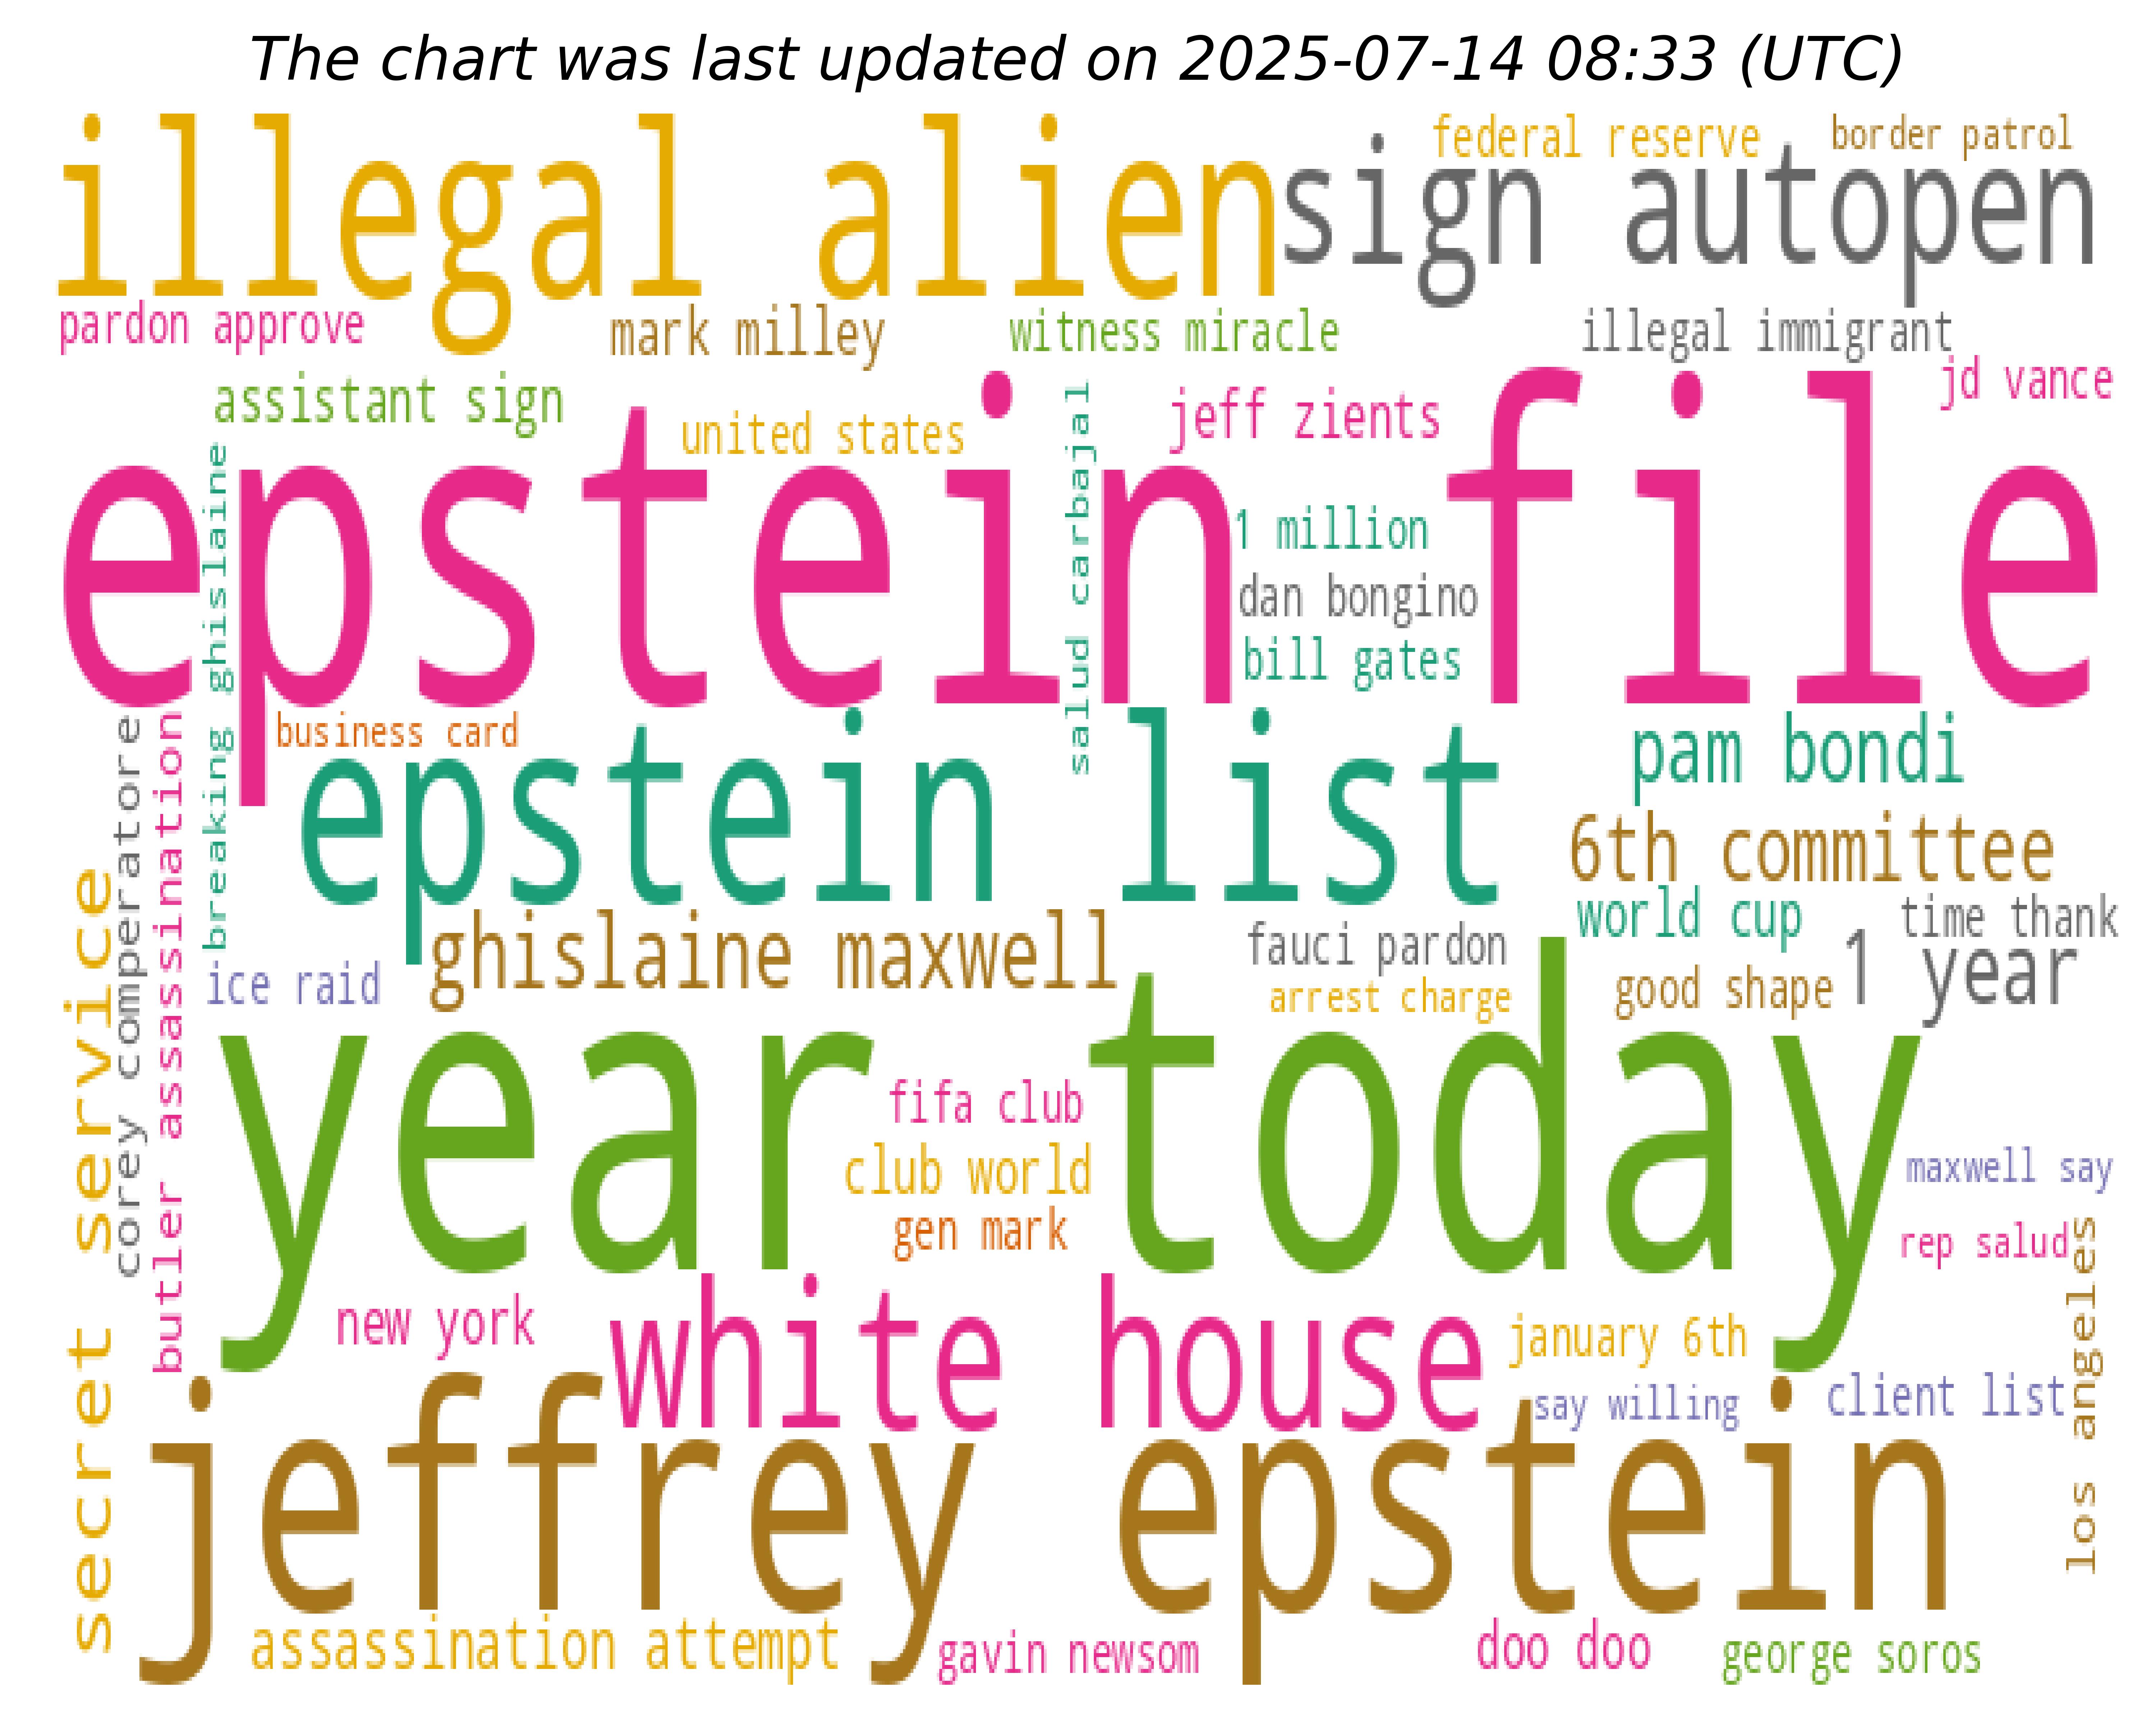 The chart was last updated on 2025-07-14 08:33 (UTC)
illegal alien
sign autopen
federal reserve
border patrol
pardon approve
mark milley
witness miracle
illegal immigrant
jd vance
assistant sign
united states
salud carbajal
jeff zients
epstein file
breaking ghislaine
1 million
dan bongino
bill gates
business card
epstein list
pam bondi
6th committee
world cup
time thank
secret service
corey comperatore
butler assassination
ghislaine maxwell
ice raid
fauci pardon
arrest charge
good shape
1 year
year today
fifa club
club world
gen mark
maxwell say
rep salud
los angeles
new york
white house
january 6th
say willing
client list
jeffrey epstein
assassination attempt
gavin newsom
doo doo
george soros